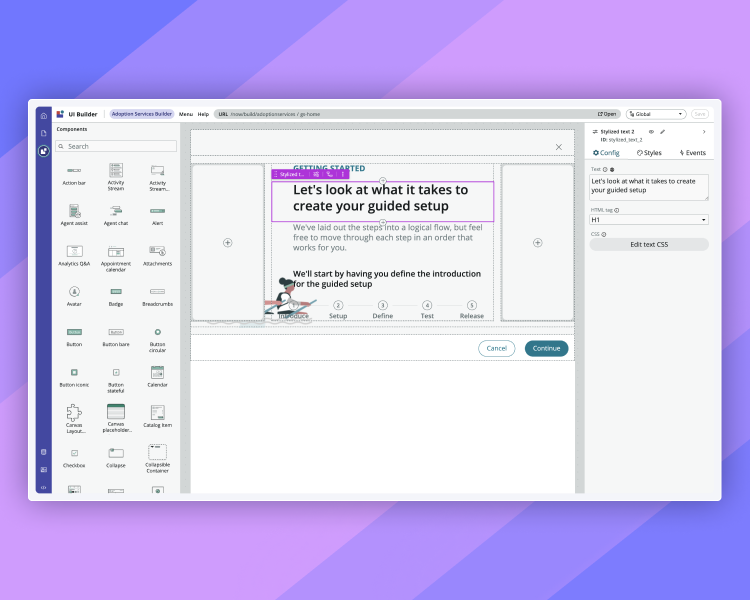 UI Builder
Adoption Services Builder
Menu
Help
URL /now/build/adoptionservices / gs-home
Open
Global
Save
Components
Search
Action bar
Activity Stream
Activity Stream...
Agent assist
Agent chat
Alert
Analytics Q&A
Appointment calendar
Attachments
Avatar
Badge
Breadcrumbs
Button
Button bare
Button circular
Button iconic
Button stateful
Calendar
Canvas Layout...
Canvas placeholder...
Catalog item
Checkbox
Collapse
Collapsible Container
GETTING STARTED
Stylized t...
Let's look at what it takes to
create your guided setup
We've laid out the steps into a logical flow, but feel
free to move through each step in an order that
works for you.
We'll start by having you define the introduction
for the guided setup
2
3
4
5
Introduce
Setup
Define
Test
Release
Cancel
Continue
Stylized text 2
ID: stylized_text_2
Config
Styles
Events
Text
Let's look at what it takes to create
your guided setup
HTML tag
H1
CSS
Edit text CSS